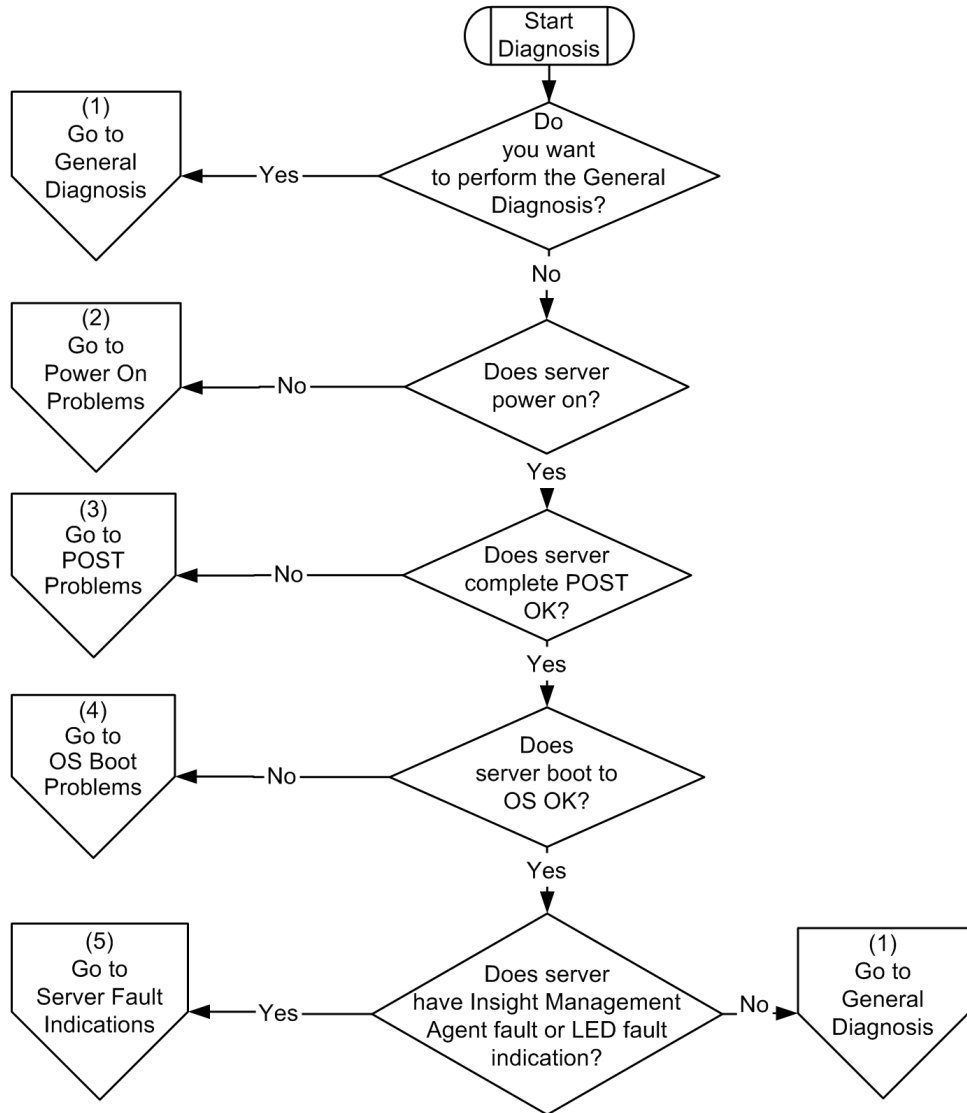 Start
Diagnosis
(1)
Go to
General
Diagnosis
Yes
Do
you want
to perform the General
Diagnosis?
No
(2)
Go to
Power On
Problems
No
Does server
power on?
Yes
(3)
Go to
POST
Problems
No
Does server
complete POST
OK?
Yes
(4)
Go to
OS Boot
Problems
No
Does
server boot to
OS OK?
Yes
(5)
Go to
Server Fault
Indications
Yes
Does server
have Insight Management
Agent fault or LED fault
indication?
No
(1)
Go to
General
Diagnosis